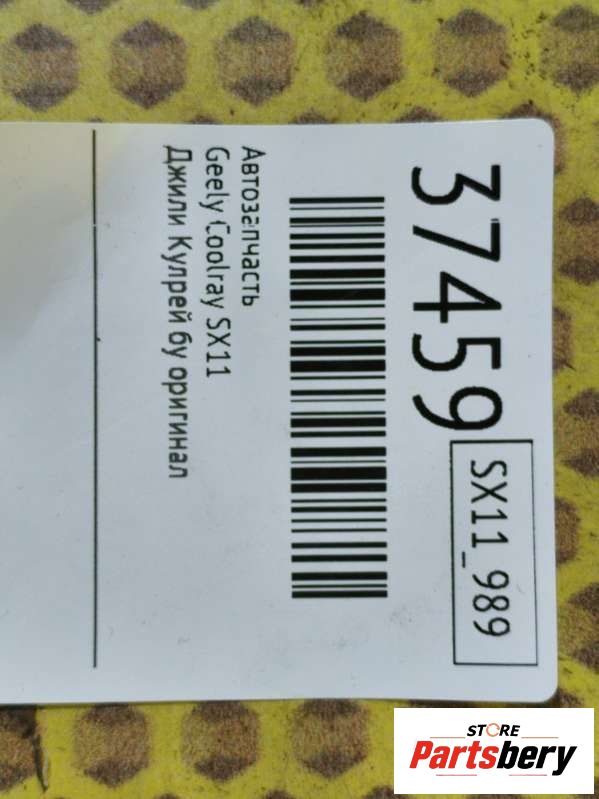 37459
SX11_989
Автозапчасть
Geely Coolray SX11
Джили Кулрей бу оригинал
STORE
Partsbery